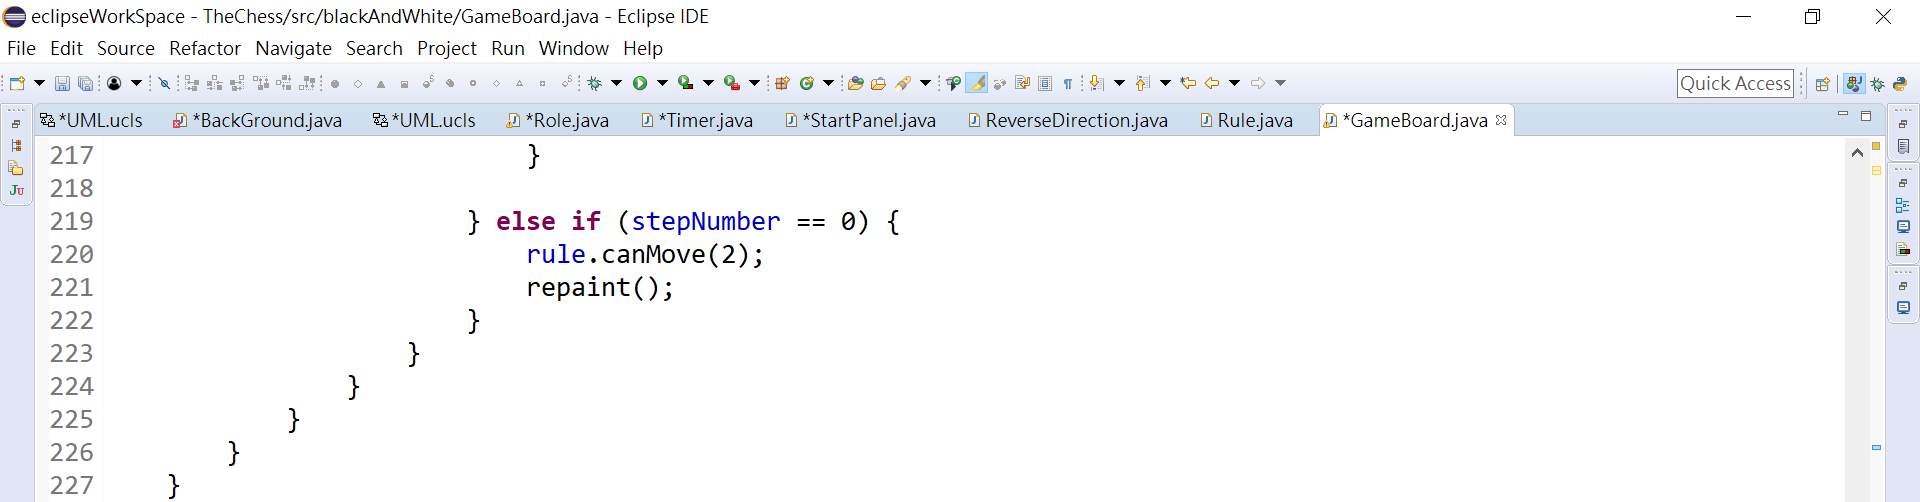 eclipseWorkSpace - TheChess/src/blackAndWhite/GameBoard.java - Eclipse IDE
File Edit Source Refactor Navigate Search Project Run Window Help
Quick Access
*UML.ucls *BackGround.java *UML.ucls *Role.java *Timer.java *StartPanel.java ReverseDirection.java Rule.java *GameBoard.java
217 }
218
219 } else if (stepNumber == 0) {
220 rule.canMove(2);
221 repaint();
222 }
223 }
224 }
225 }
226 }
227 }